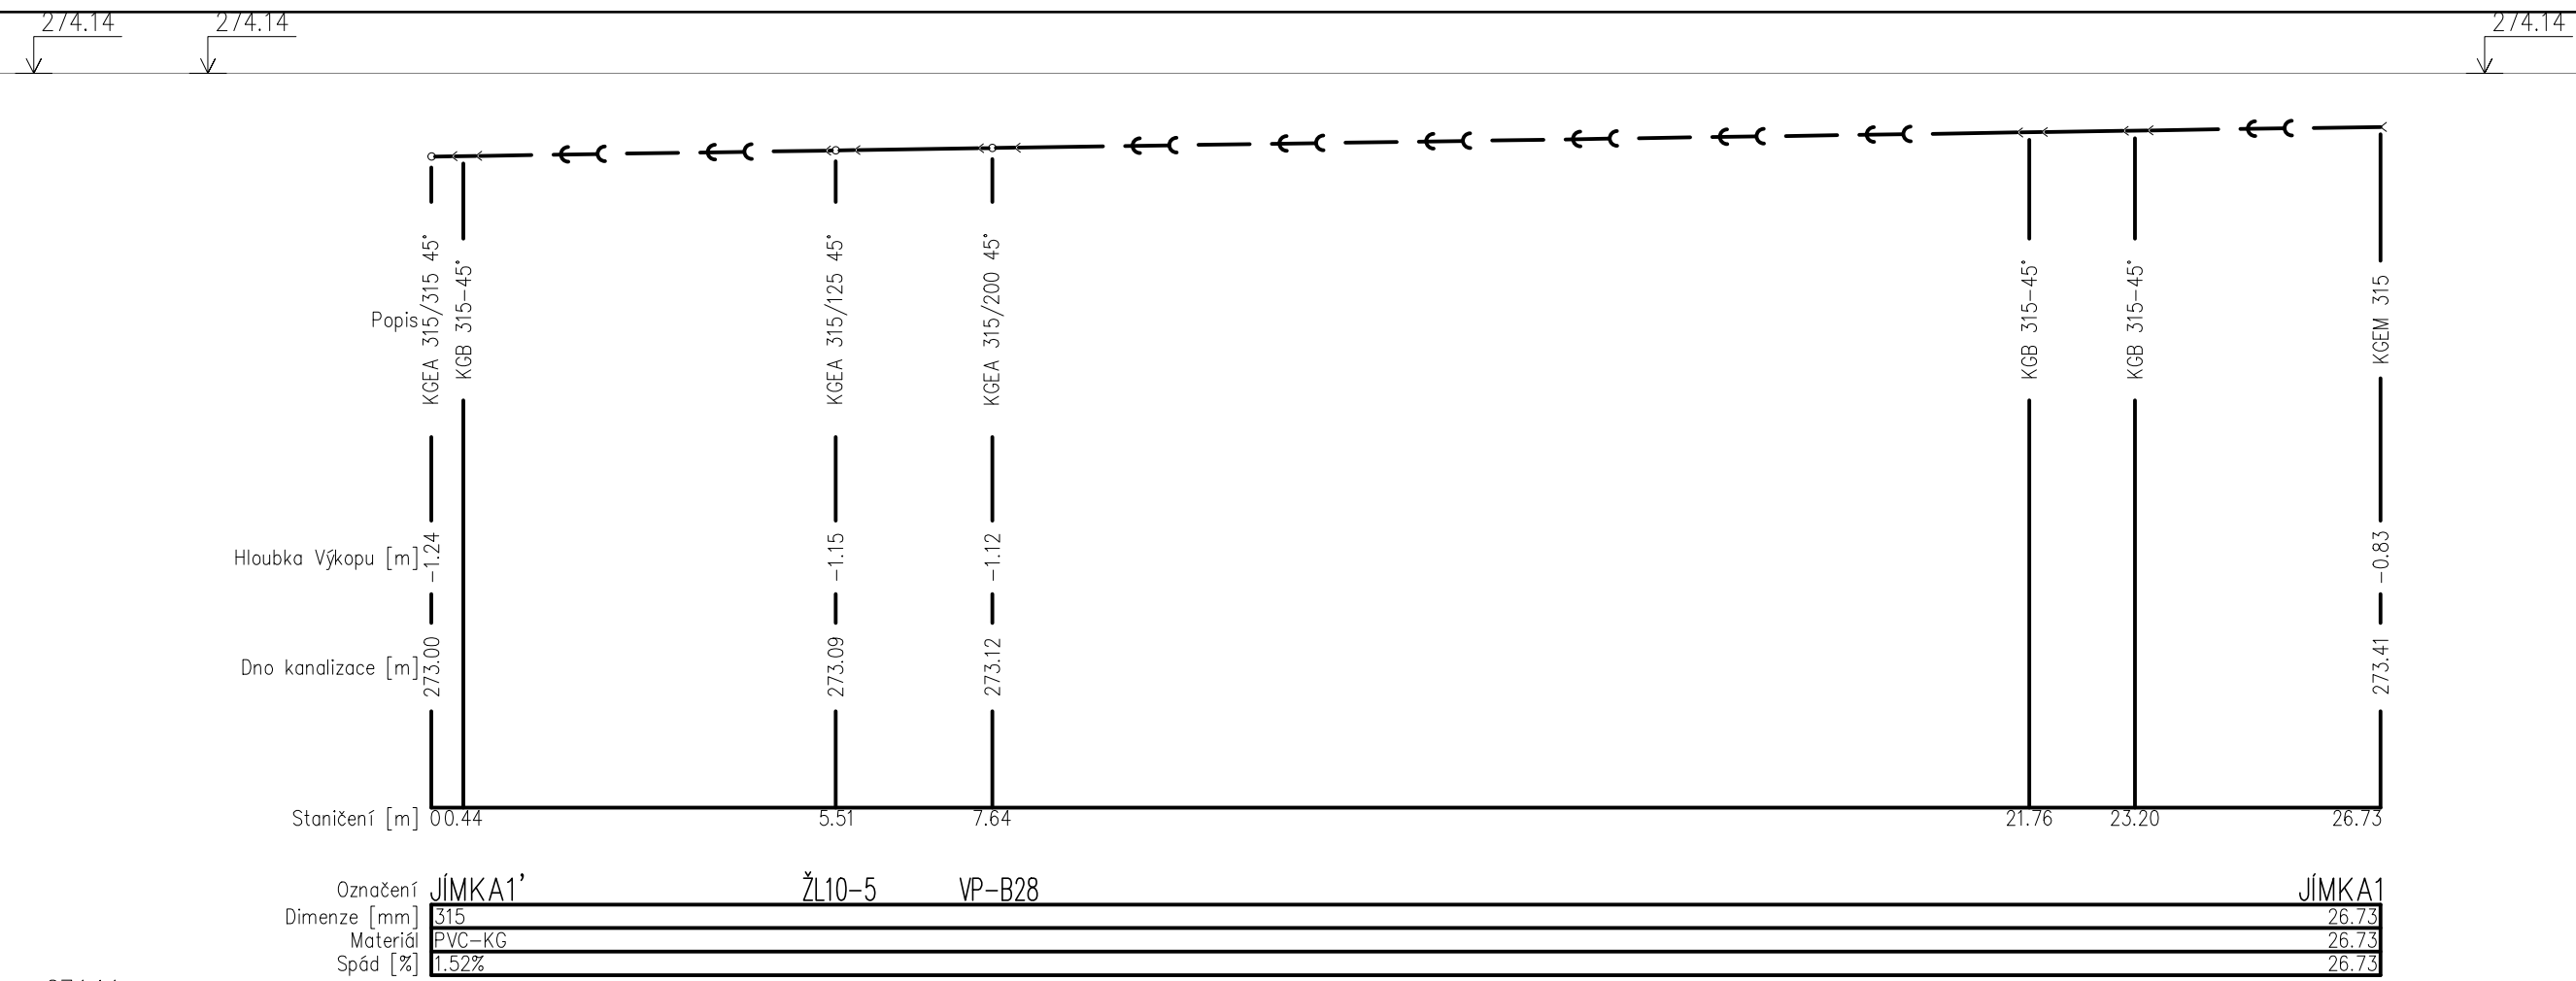 274.14 274.14 274.14
Popis
KGEA 315/315 45°
KGB 315-45°
KGEA 315/125 45°
KGEA 315/200 45°
KGB 315-45°
KGB 315-45°
KGEM 315
Hloubka Výkopu [m] -1.24 -1.15 -1.12 -0.83
Dno kanalizace [m] 273.00 273.09 273.12 273.41
Staničení [m] 0 0.44 5.51 7.64 21.76 23.20 26.73
Označení JÍMKA1' ŽL10-5 VP-B28 JÍMKA1
Dimenze [mm] 315 26.73
Materiál PVC-KG 26.73
Spád [%] 1.52% 26.73